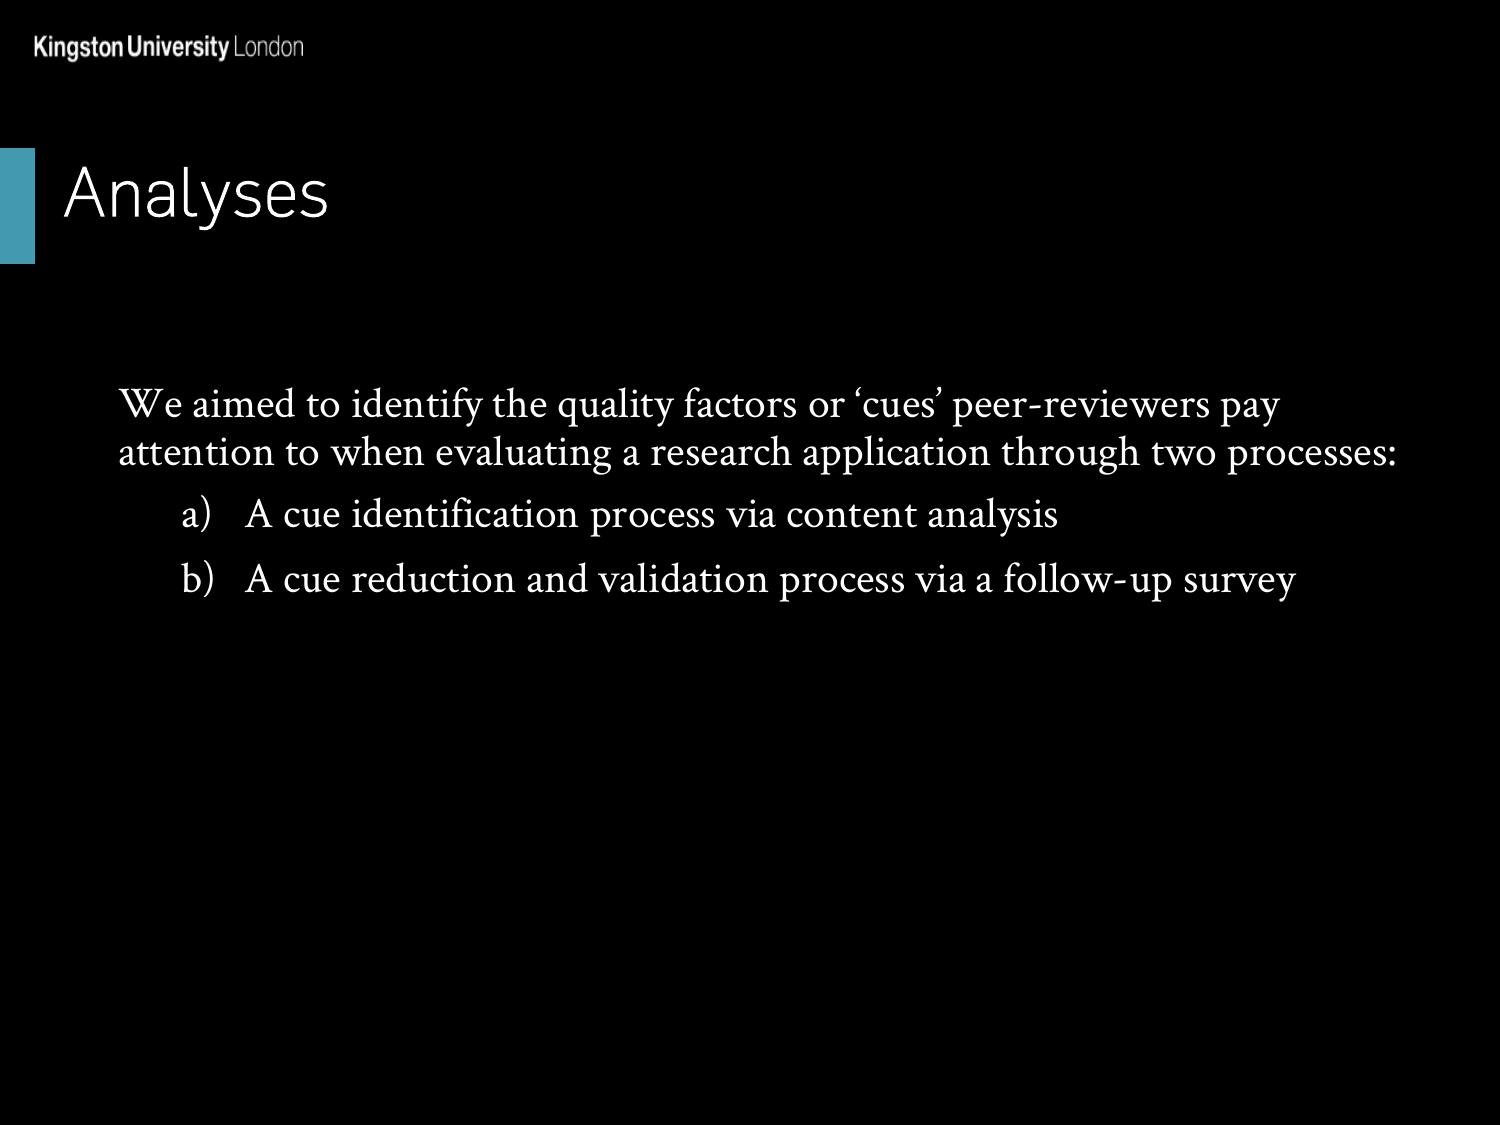 Kingston University London
Analyses
We aimed to identify the quality factors or ‘cues’ peer-reviewers pay
attention to when evaluating a research application through two processes:
a) A cue identification process via content analysis
b) A cue reduction and validation process via a follow-up survey